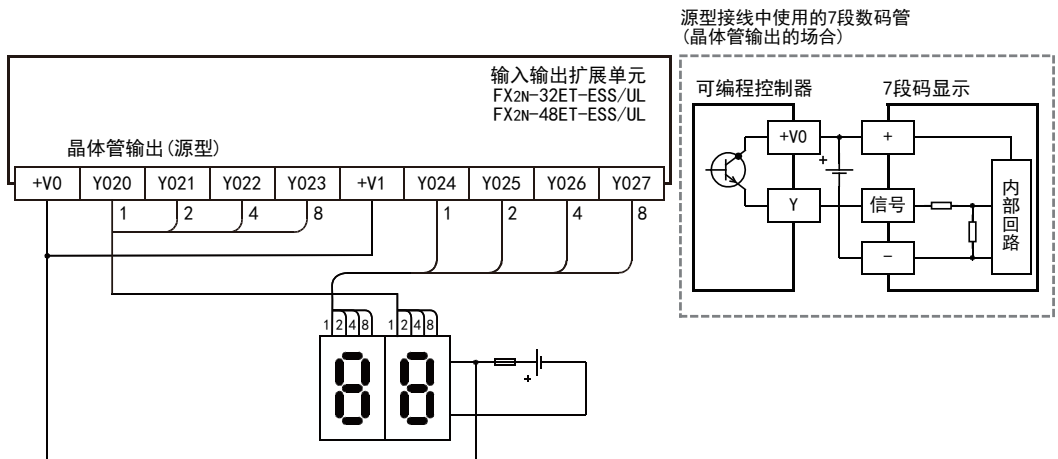 源型接线中使用的7段数码管
(晶体管输出的场合)
输入输出扩展单元
FX2N-32ET-ESS/UL
FX2N-48ET-ESS/UL
晶体管输出(源型)
+V0 Y020 Y021 Y022 Y023 +V1 Y024 Y025 Y026 Y027
1 2 4 8 1 2 4 8
1 2 4 8 1 2 4 8
8 8
+
可编程控制器 7段码显示
+V0 +
+
Y 信号
-
内部回路